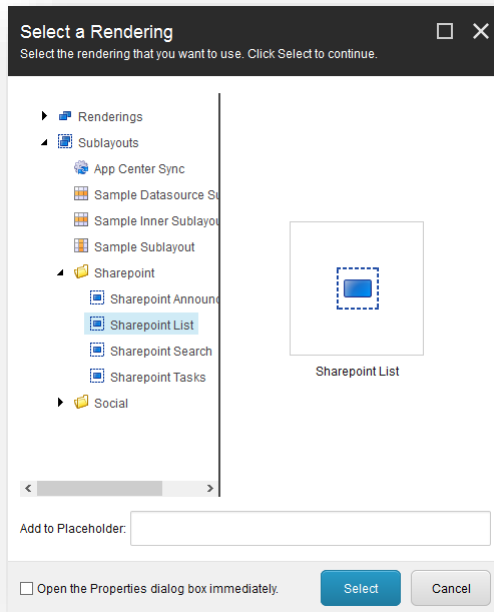 Select a Rendering
Select the rendering that you want to use. Click Select to continue.
Renderings
Sublayouts
App Center Sync
Sample Datasource Su
Sample Inner Sublayou
Sample Sublayout
Sharepoint
Sharepoint Announc
Sharepoint List
Sharepoint Search
Sharepoint Tasks
Social
Sharepoint List
Add to Placeholder:
Open the Properties dialog box immediately.
Select
Cancel